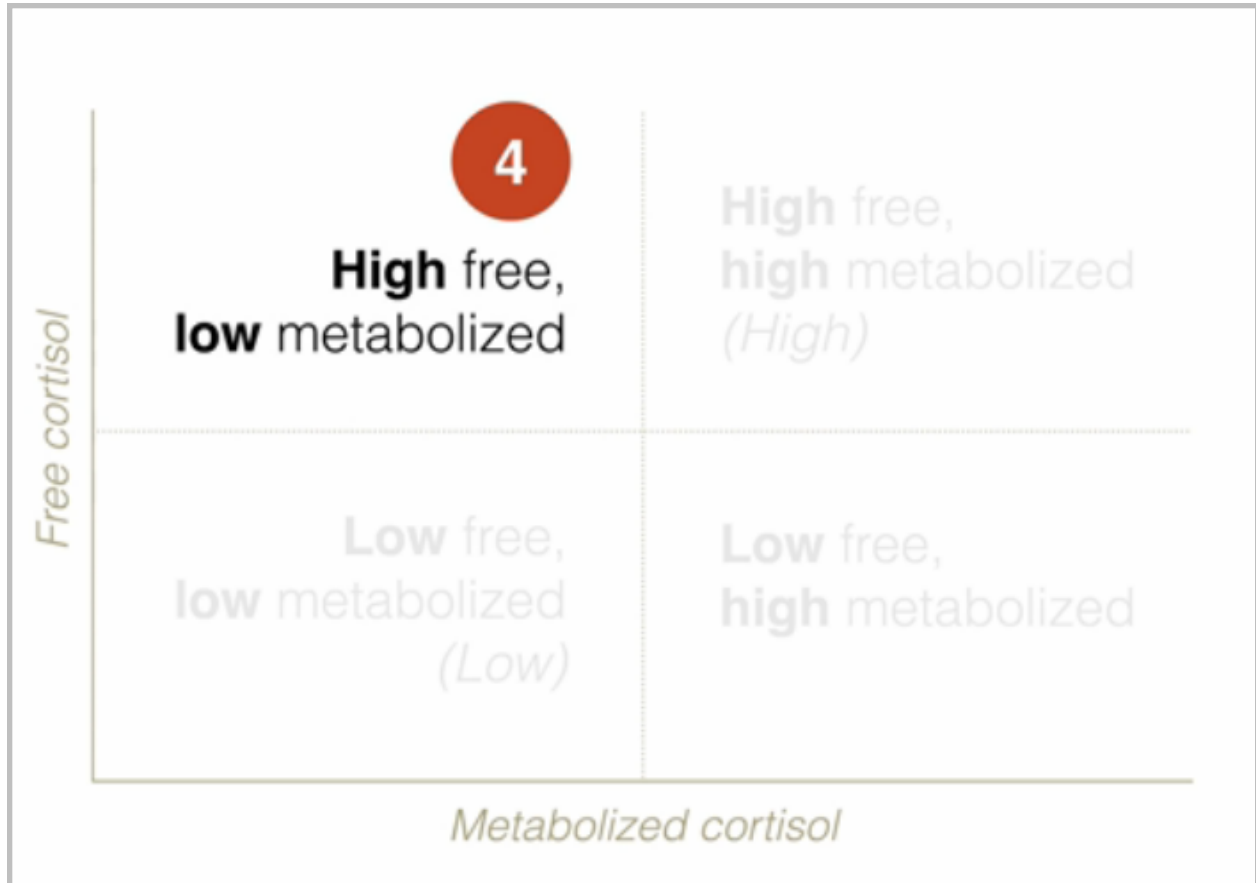 4
High free,
low metabolized
High free,
high metabolized
(High)
Free cortisol
Low free,
low metabolized
(Low)
Low free,
high metabolized
Metabolized cortisol